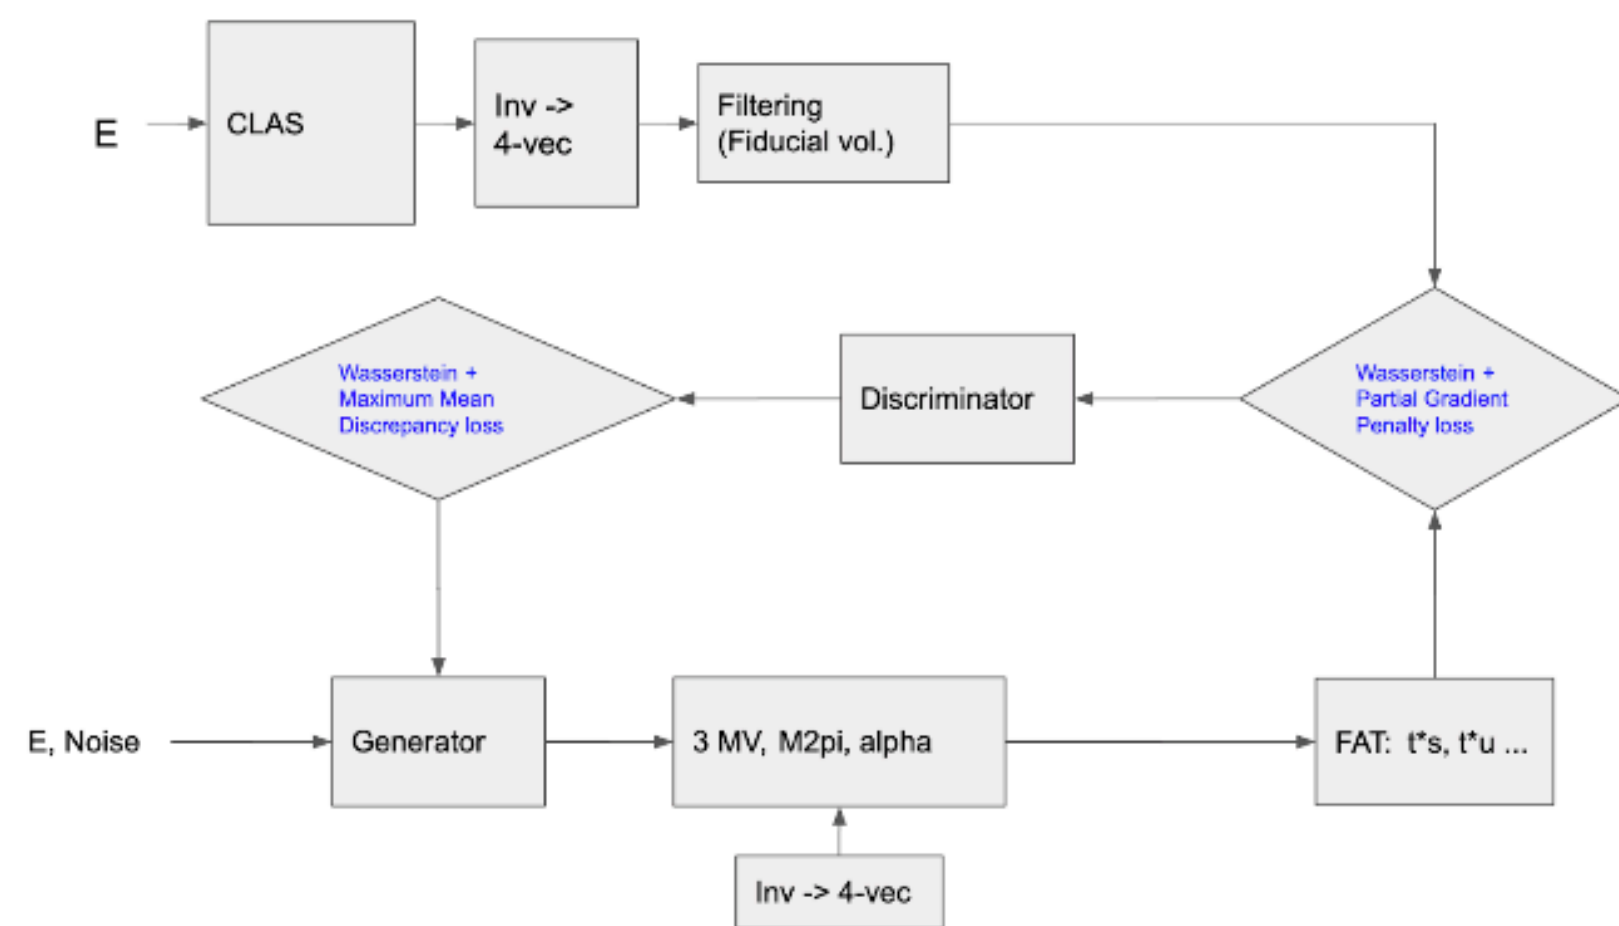 E
CLAS
Inv ->
4-vec
Filtering
(Fiducial vol.)
Wasserstein +
Maximum Mean
Discrepancy loss
Discriminator
Wasserstein +
Partial Gradient
Penalty loss
E, Noise
Generator
3 MV, M2pi, alpha
FAT: t*s, t*u ...
Inv -> 4-vec